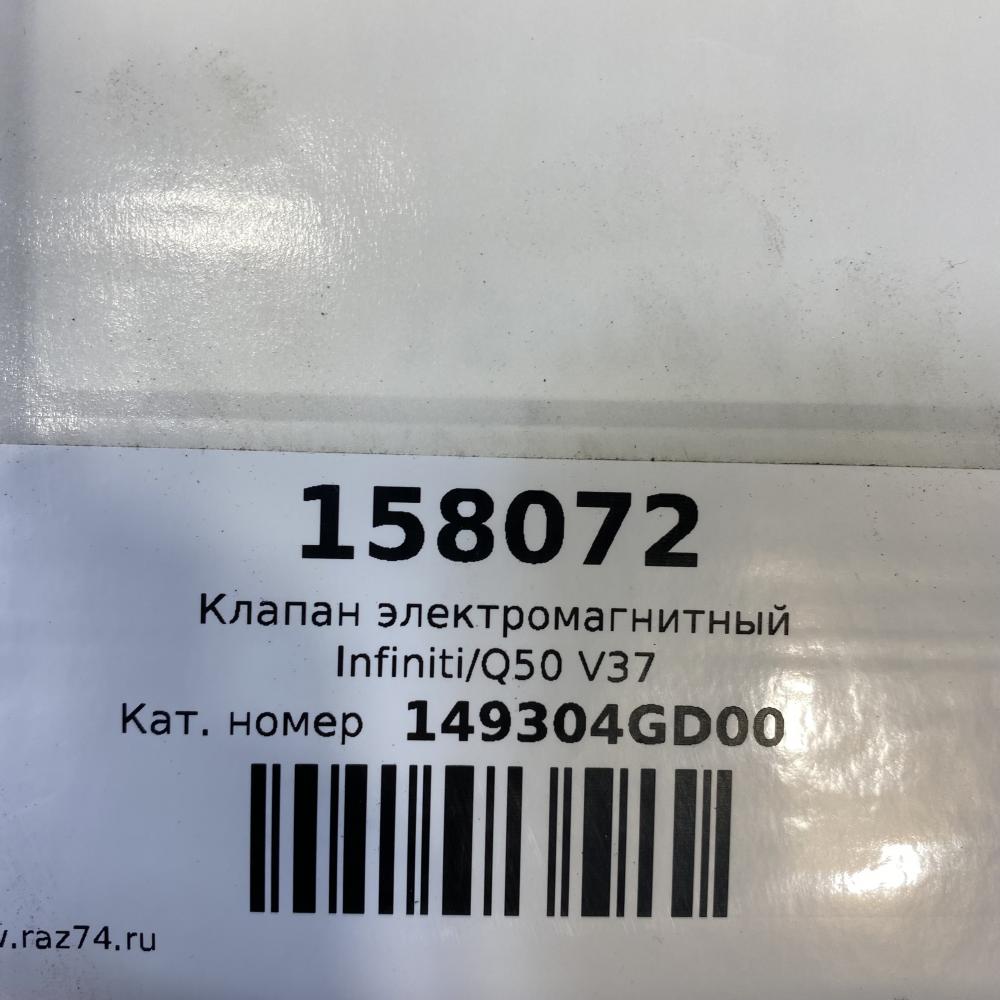 158072
Клапан электромагнитный
Infiniti/Q50 V37
Кат. номер 149304GD00
.raz74.ru